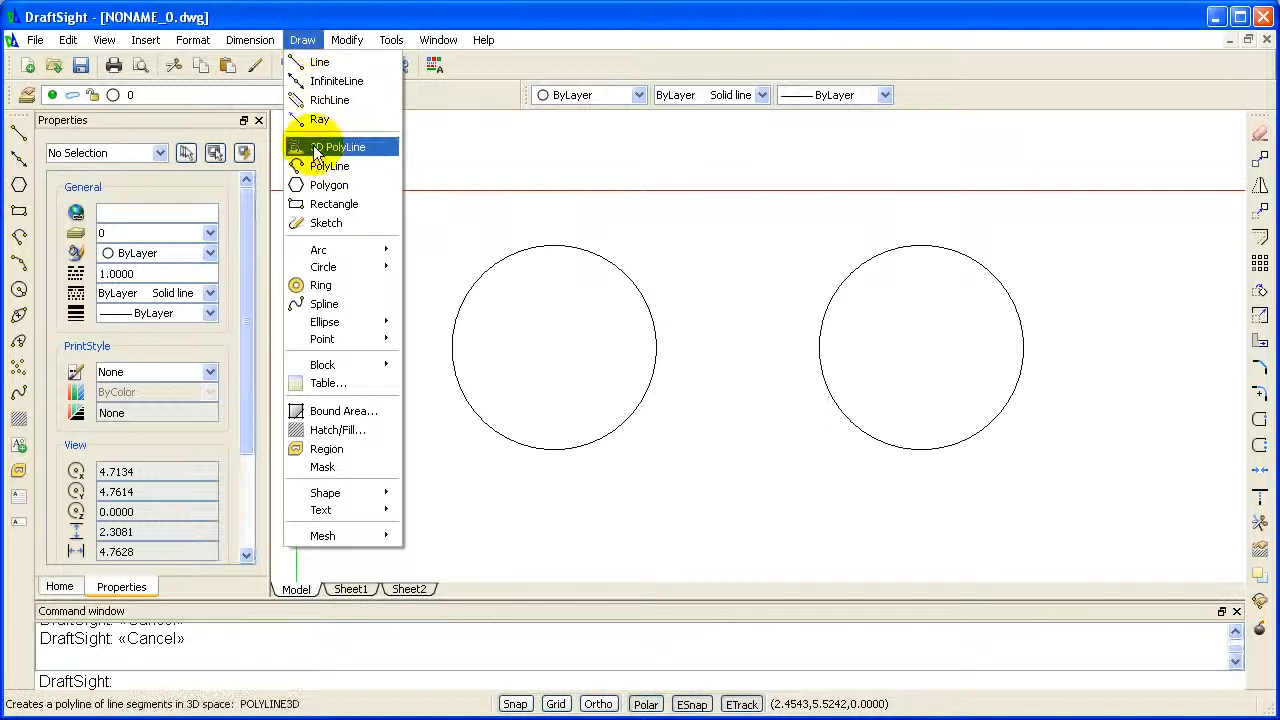 DraftSight - [NONAME_0.dwg]
File Edit View Insert Format Dimension Draw Modify Tools Window Help
0
ByLayer
ByLayer Solid line
ByLayer
Properties
No Selection
General
0
ByLayer
1.0000
ByLayer Solid line
ByLayer
PrintStyle
None
ByColor
None
View
4.7134
4.7614
0.0000
2.3081
4.7628
Home Properties
Line
InfiniteLine
RichLine
Ray
3D PolyLine
PolyLine
Polygon
Rectangle
Sketch
Arc
Circle
Ring
Spline
Ellipse
Point
Block
Table...
Bound Area...
Hatch/Fill...
Region
Mask
Shape
Text
Mesh
Model Sheet1 Sheet2
Command window
DraftSight: «Cancel»
DraftSight: «Cancel»
DraftSight:
Creates a polyline of line segments in 3D space: POLYLINE3D
Snap Grid Ortho Polar ESnap ETrack (2.4543,5.5242,0.0000)